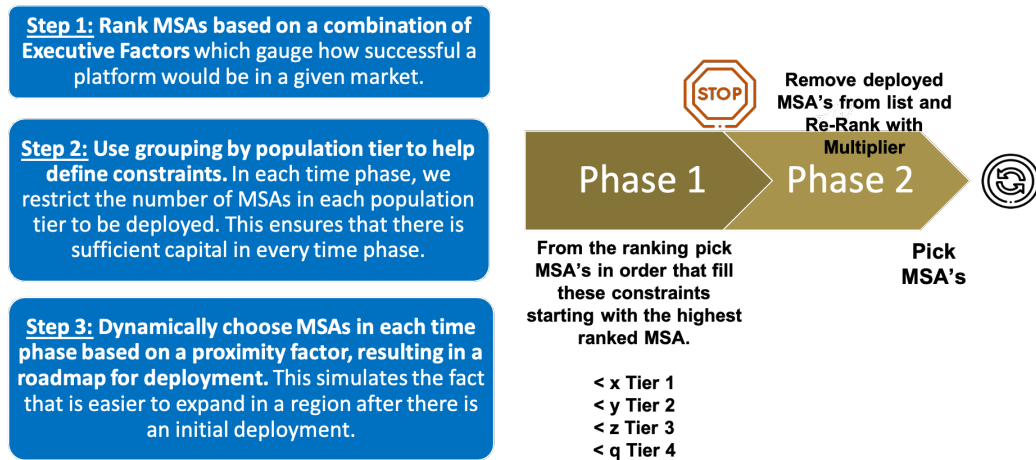 Step 1: Rank MSAs based on a combination of
Executive Factors which gauge how successful a
platform would be in a given market.
Step 2: Use grouping by population tier to help
define constraints. In each time phase, we
restrict the number of MSAs in each population
tier to be deployed. This ensures that there is
sufficient capital in every time phase.
Step 3: Dynamically choose MSAs in each time
phase based on a proximity factor, resulting in a
roadmap for deployment. This simulates the fact
that is easier to expand in a region after there is
an initial deployment.
STOP
Remove deployed
MSA's from list and
Re-Rank with
Multiplier
Phase 1
Phase 2
From the ranking pick
MSA's in order that fill
these constraints
starting with the highest
ranked MSA.
< x Tier 1
< y Tier 2
< z Tier 3
< q Tier 4
Pick
MSA's